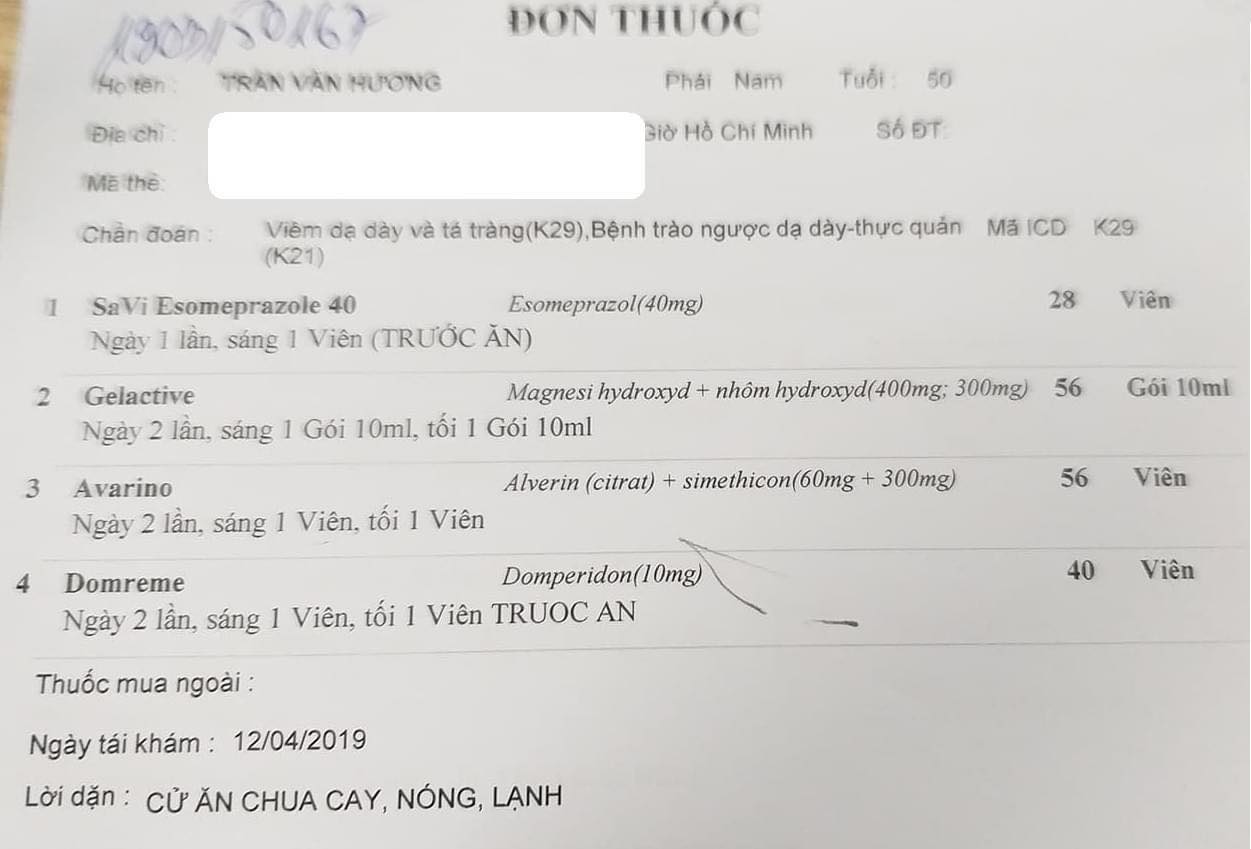 ĐƠN THUỐC
Họ tên : TRẦN VĂN HƯƠNG Phái Nam Tuổi : 50
Địa chỉ : Giờ Hồ Chí Minh Số ĐT:
Mã thẻ:
Chẩn đoán : Viêm dạ dày và tá tràng(K29),Bệnh trào ngược dạ dày-thực quản Mã ICD K29
(K21)
1 SaVi Esomeprazole 40 Esomeprazol(40mg) 28 Viên
Ngày 1 lần, sáng 1 Viên (TRƯỚC ĂN)
2 Gelactive Magnesi hydroxyd + nhôm hydroxyd(400mg; 300mg) 56 Gói 10ml
Ngày 2 lần, sáng 1 Gói 10ml, tối 1 Gói 10ml
3 Avarino Alverin (citrat) + simethicon(60mg + 300mg) 56 Viên
Ngày 2 lần, sáng 1 Viên, tối 1 Viên
4 Domreme Domperidon(10mg) 40 Viên
Ngày 2 lần, sáng 1 Viên, tối 1 Viên TRUOC AN
Thuốc mua ngoài :
Ngày tái khám : 12/04/2019
Lời dặn : CỬ ĂN CHUA CAY, NÓNG, LẠNH